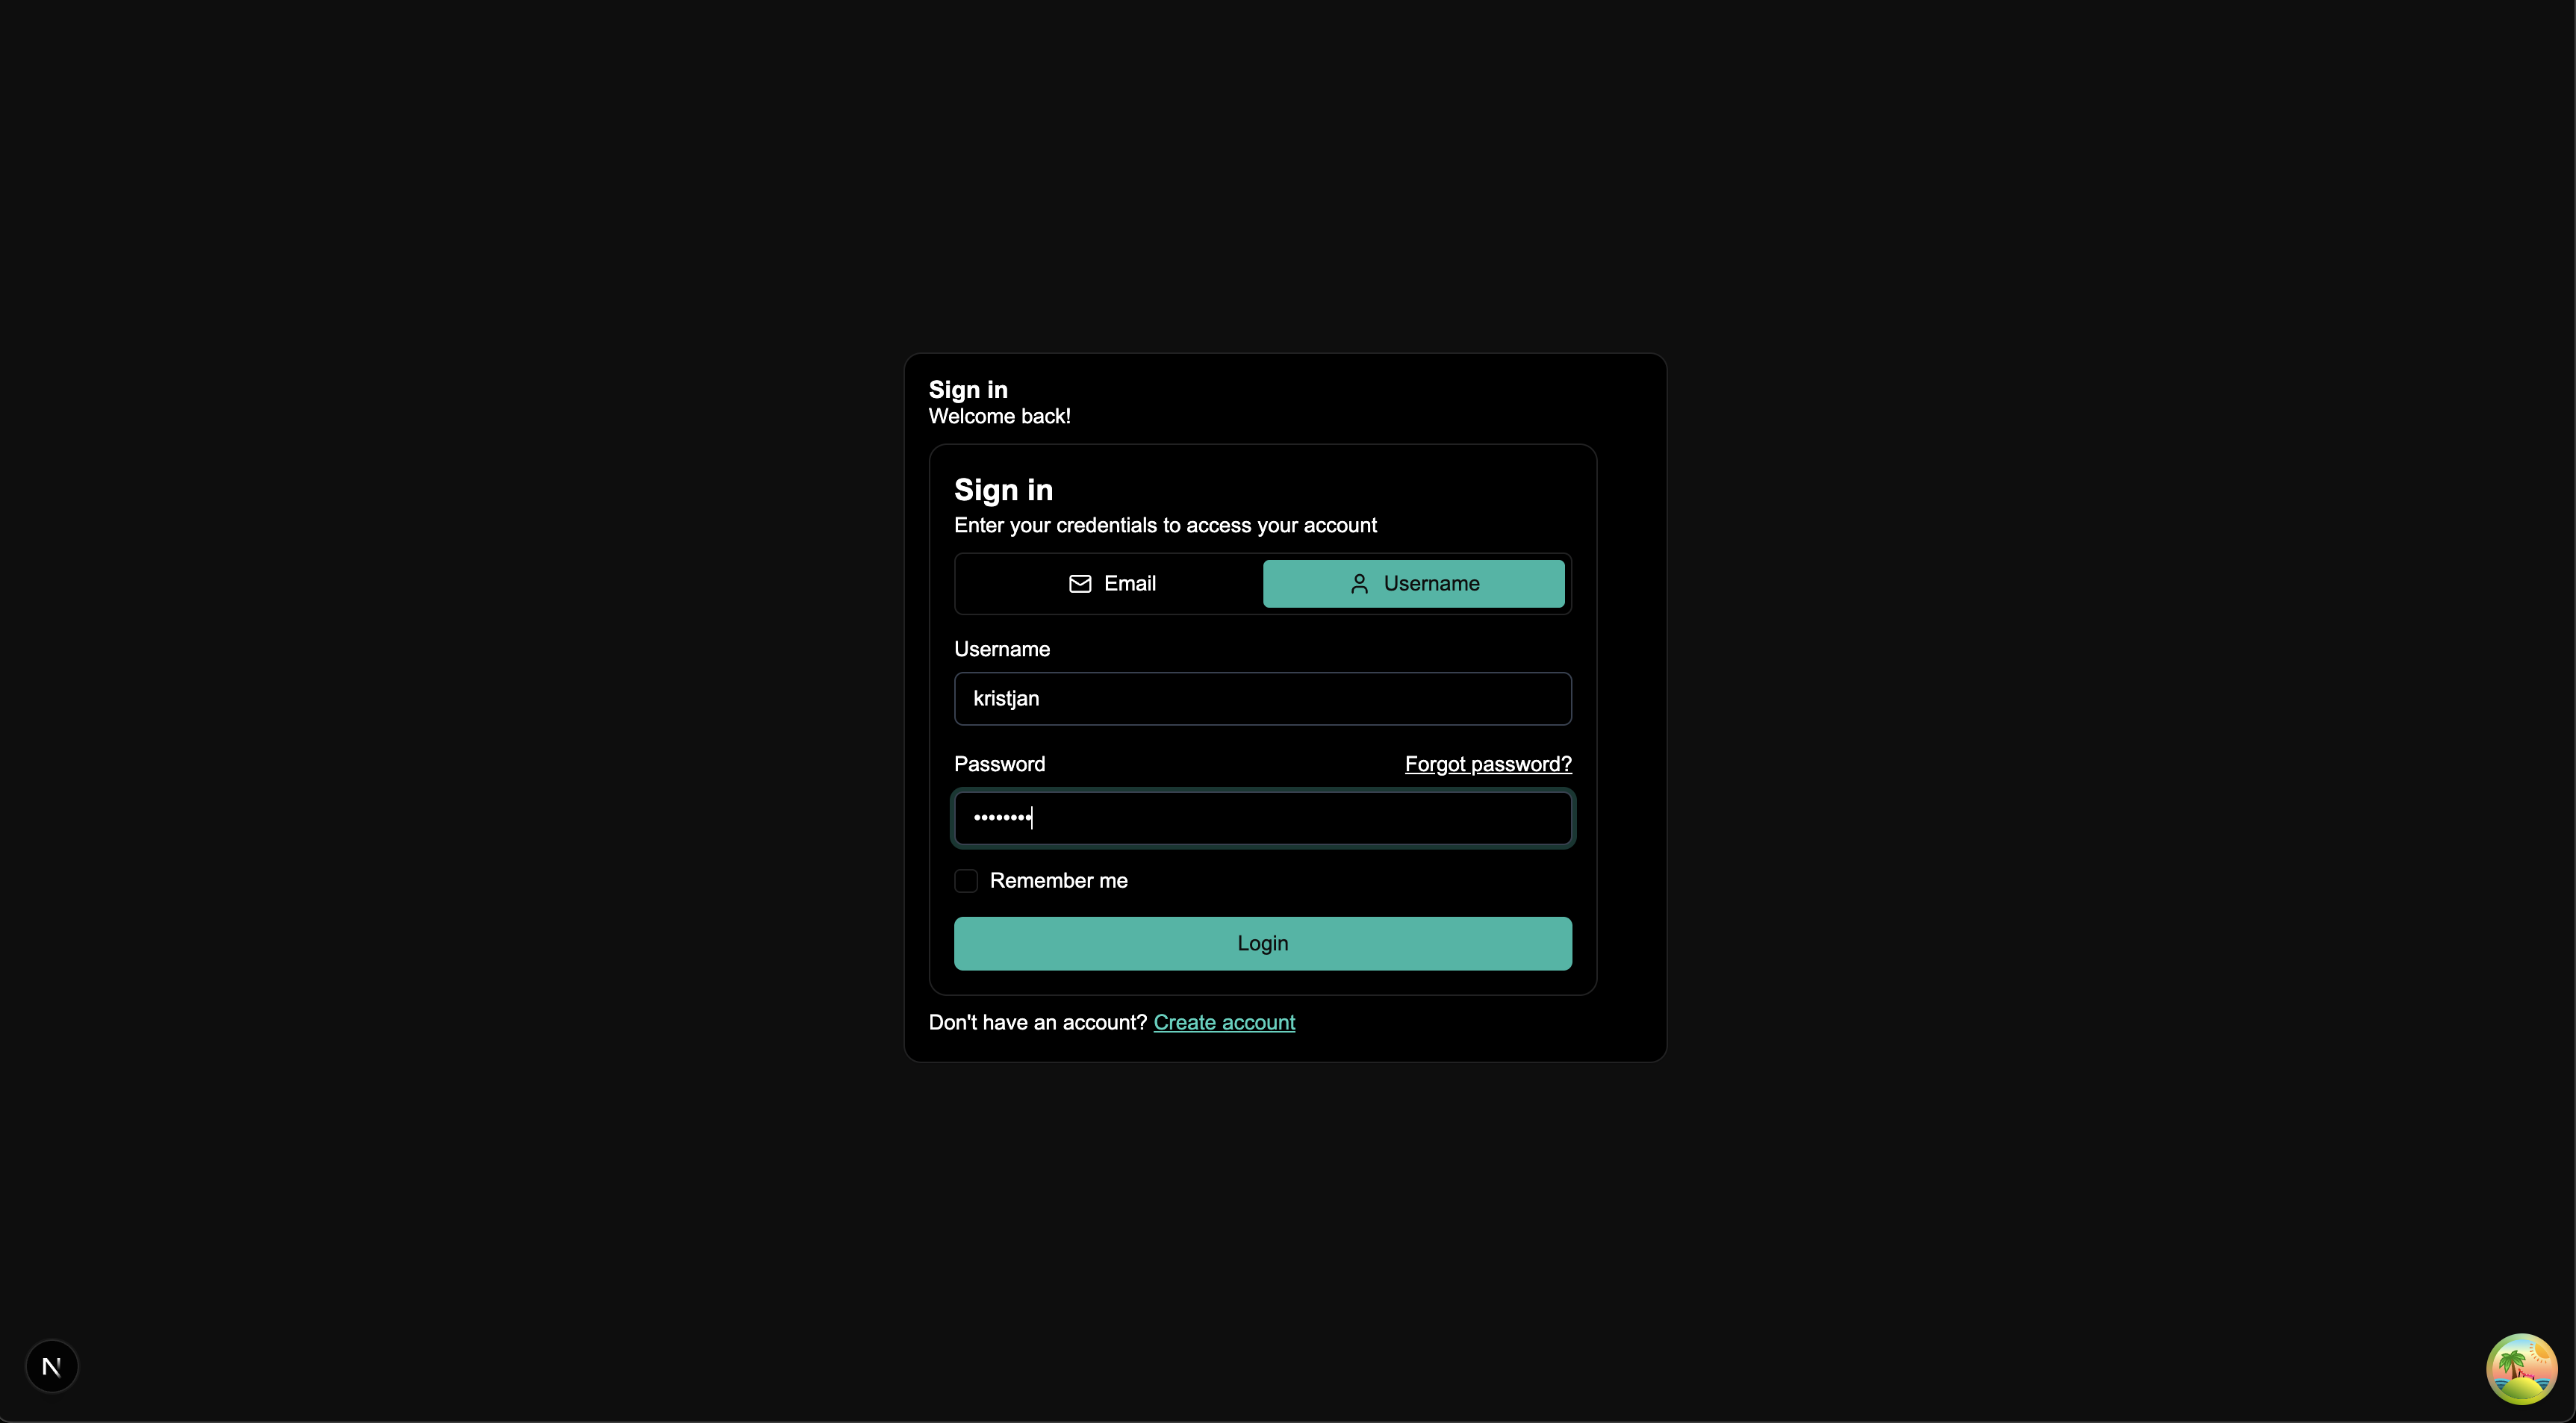 Sign in
Welcome back!
Sign in
Enter your credentials to access your account
Email Username
Username
kristjan
Password Forgot password?
••••••••
Remember me
Login
Don't have an account? Create account
N